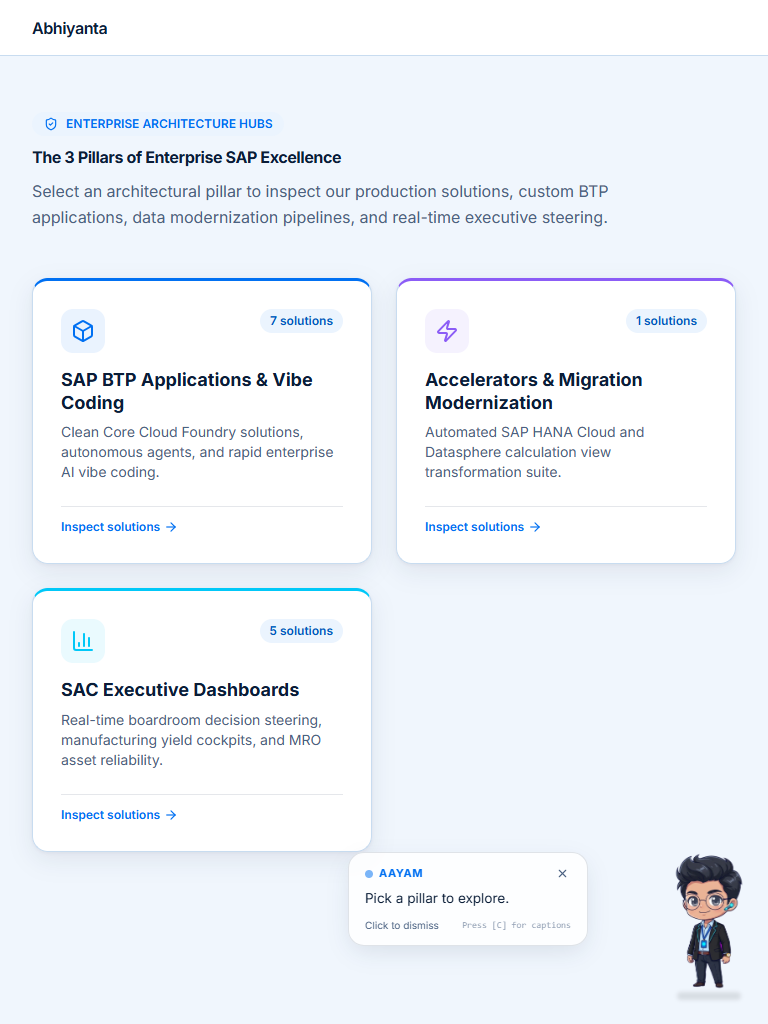 Abhiyanta
ENTERPRISE ARCHITECTURE HUBS
The 3 Pillars of Enterprise SAP Excellence
Select an architectural pillar to inspect our production solutions, custom BTP
applications, data modernization pipelines, and real-time executive steering.
7 solutions
SAP BTP Applications & Vibe
Coding
Clean Core Cloud Foundry solutions,
autonomous agents, and rapid enterprise
AI vibe coding.
Inspect solutions →
1 solutions
Accelerators & Migration
Modernization
Automated SAP HANA Cloud and
Datasphere calculation view
transformation suite.
Inspect solutions →
5 solutions
SAC Executive Dashboards
Real-time boardroom decision steering,
manufacturing yield cockpits, and MRO
asset reliability.
Inspect solutions →
AAYAM
Pick a pillar to explore.
Click to dismiss
Press [C] for captions